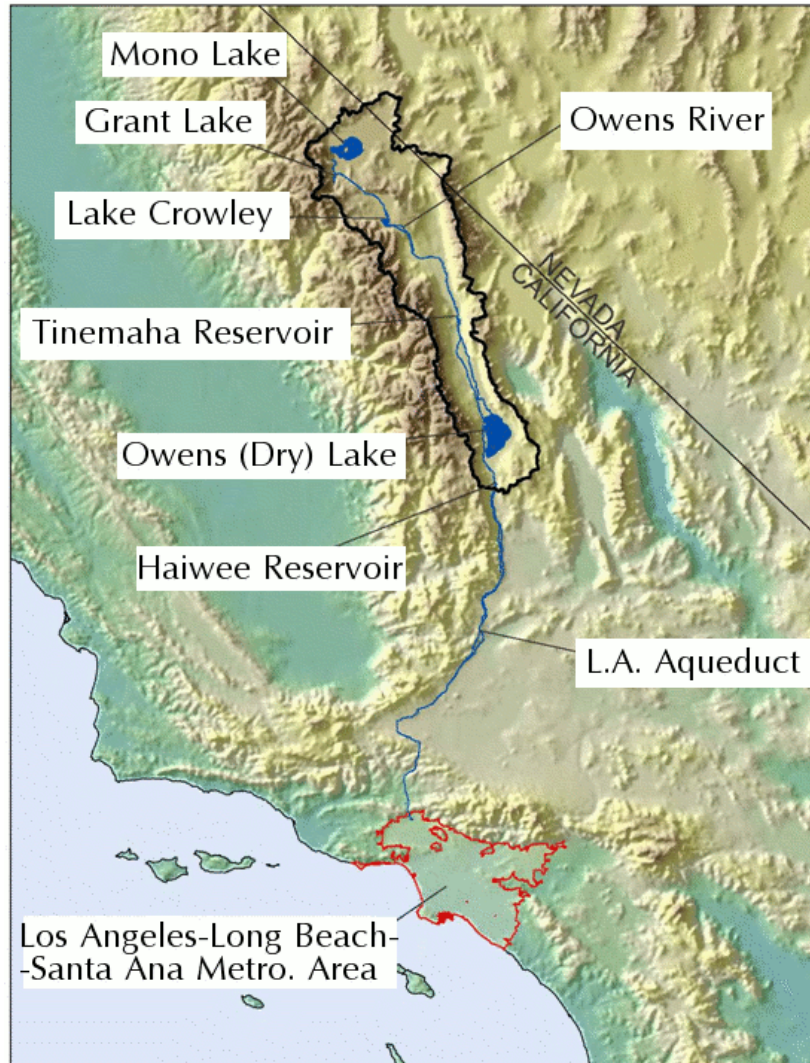 Mono Lake
Grant Lake
Owens River
Lake Crowley
NEVADA
CALIFORNIA
Tinemaha Reservoir
Owens (Dry) Lake
Haiwee Reservoir
L.A. Aqueduct
Los Angeles-Long Beach-
-Santa Ana Metro. Area